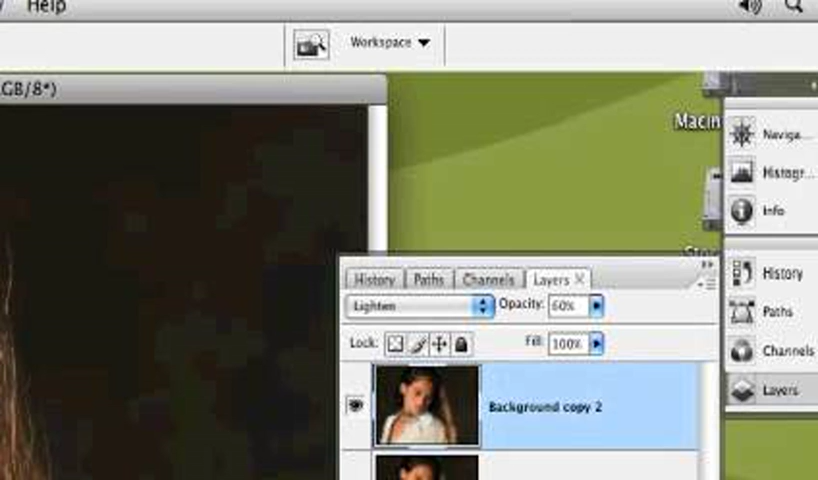 Help
Workspace
GB/8*)
Macin
Naviga...
Histogr...
Info
History Paths Channels Layers X
Lighten Opacity: 60%
Lock: Fill: 100%
History
Paths
Channels
Layers
Background copy 2